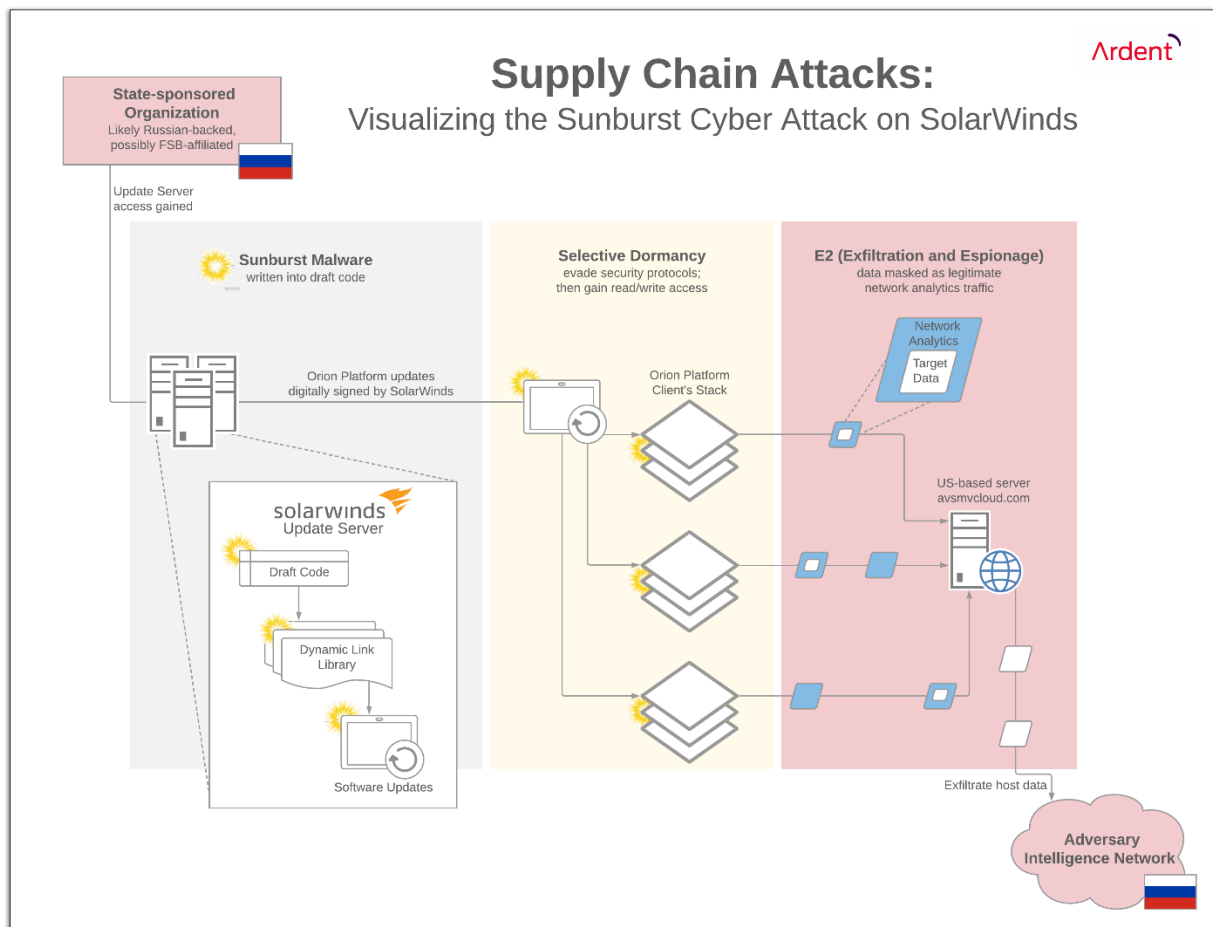 Ardent
Supply Chain Attacks:
Visualizing the Sunburst Cyber Attack on SolarWinds
State-sponsored
Organization
Likely Russian-backed,
possibly FSB-affiliated
Update Server
access gained
Sunburst Malware
written into draft code
Selective Dormancy
evade security protocols;
then gain read/write access
E2 (Exfiltration and Espionage)
data masked as legitimate
network analytics traffic
Network
Analytics
Target
Data
Orion Platform updates
digitally signed by SolarWinds
Orion Platform
Client's Stack
US-based server
avsmvcloud.com
solarwinds
Update Server
Draft Code
Dynamic Link
Library
Software Updates
Exfiltrate host data
Adversary
Intelligence Network